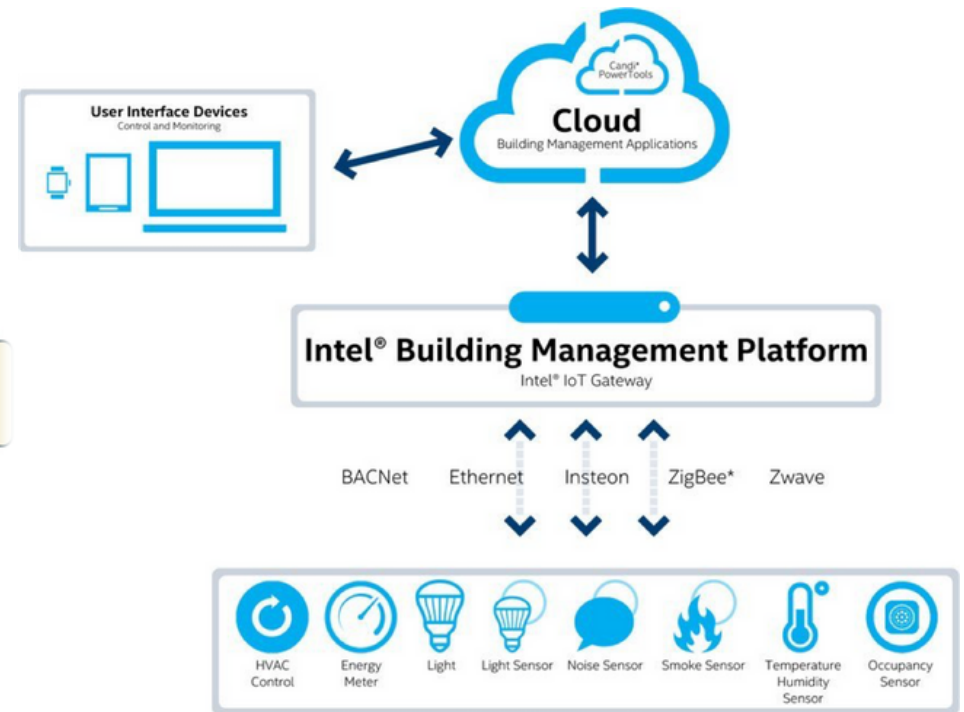 Candi*
PowerTools
Cloud
Building Management Applications
User Interface Devices
Control and Monitoring
Intel® Building Management Platform
Intel® IoT Gateway
BACNet Ethernet Insteon ZigBee* Zwave
HVAC
Control
Energy
Meter
Light
Light Sensor
Noise Sensor
Smoke Sensor
Temperature
Humidity
Sensor
Occupancy
Sensor